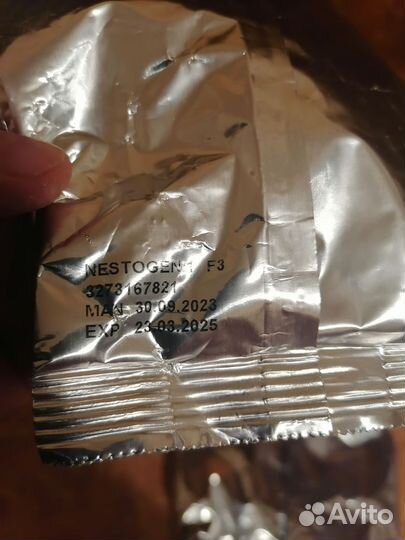 NESTOGEN 1 F3
3273167821
MAN 30.09.2023
EXP 23.03.2025
Avito